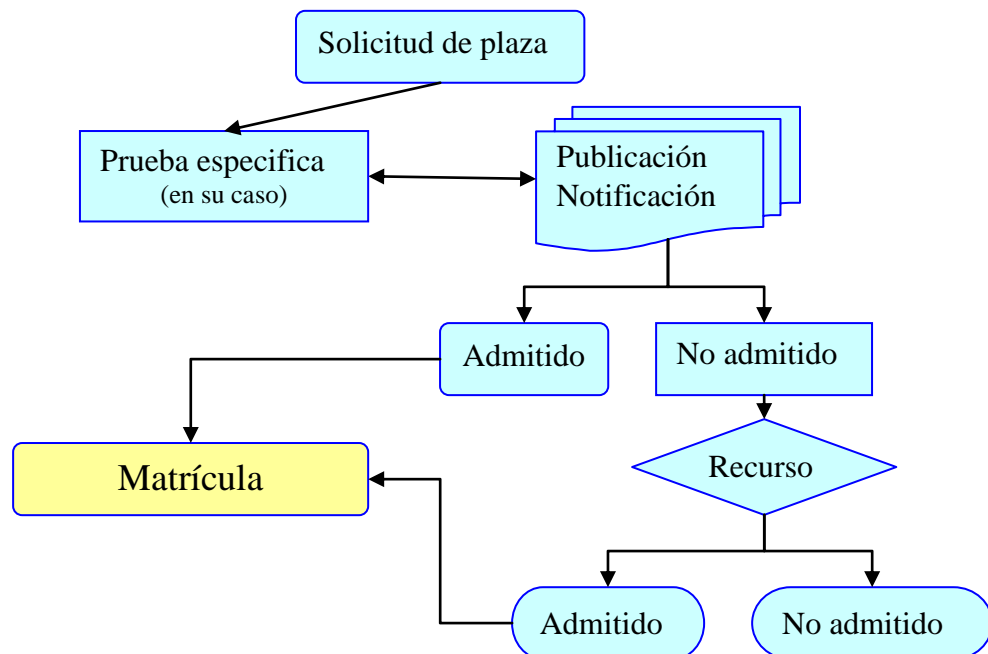 Solicitud de plaza
Prueba especifica
(en su caso)
Publicación
Notificación
Admitido
No admitido
Matrícula
Recurso
Admitido
No admitido